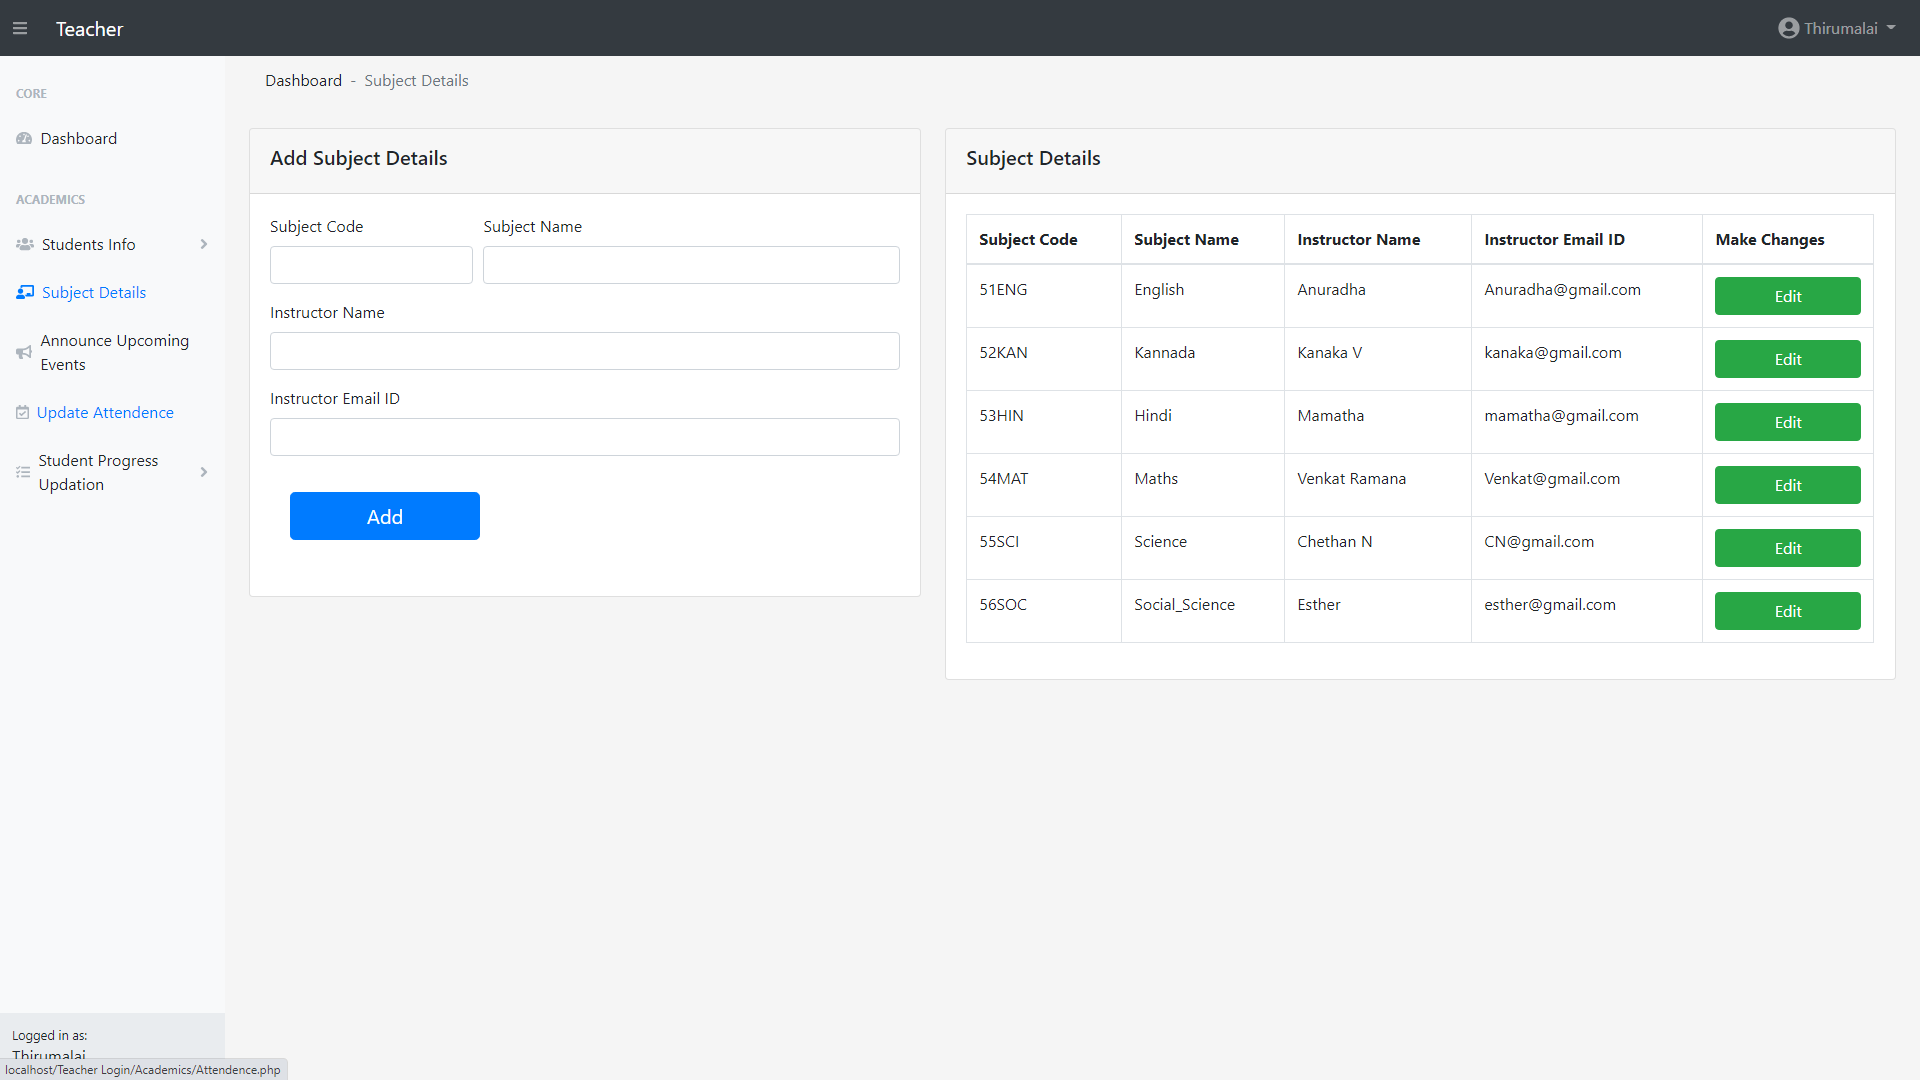 Teacher
Thirumalai
CORE
Dashboard
ACADEMICS
Students Info
Subject Details
Announce Upcoming
Events
Update Attendence
Student Progress
Updation
Logged in as:
Thirumalai
localhost/Teacher Login/Academics/Attendence.php
Dashboard - Subject Details
Add Subject Details
Subject Code Subject Name
Instructor Name
Instructor Email ID
Add
Subject Details
Subject Code Subject Name Instructor Name Instructor Email ID Make Changes
51ENG English Anuradha Anuradha@gmail.com Edit
52KAN Kannada Kanaka V kanaka@gmail.com Edit
53HIN Hindi Mamatha mamatha@gmail.com Edit
54MAT Maths Venkat Ramana Venkat@gmail.com Edit
55SCI Science Chethan N CN@gmail.com Edit
56SOC Social_Science Esther esther@gmail.com Edit